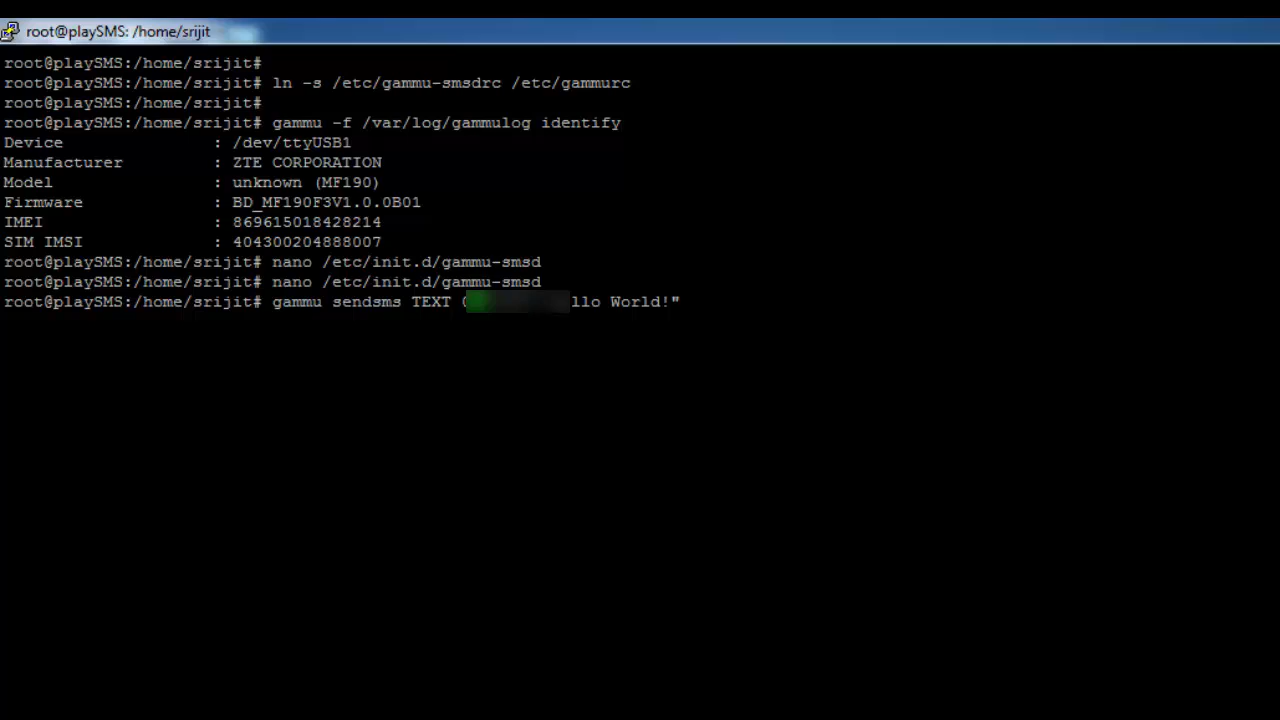 root@playSMS: /home/srijit
root@playSMS:/home/srijit#
root@playSMS:/home/srijit# ln -s /etc/gammu-smsdrc /etc/gammurc
root@playSMS:/home/srijit#
root@playSMS:/home/srijit# gammu -f /var/log/gammulog identify
Device : /dev/ttyUSB1
Manufacturer : ZTE CORPORATION
Model : unknown (MF190)
Firmware : BD_MF190F3V1.0.0B01
IMEI : 869615018428214
SIM IMSI : 404300204888007
root@playSMS:/home/srijit# nano /etc/init.d/gammu-smsd
root@playSMS:/home/srijit# nano /etc/init.d/gammu-smsd
root@playSMS:/home/srijit# gammu sendsms TEXT llo World!"